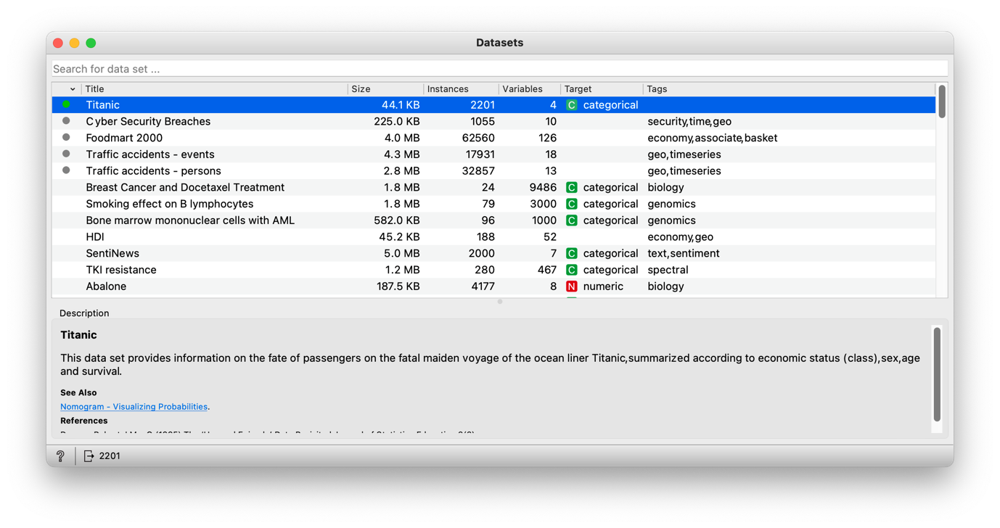 Datasets
Search for data set ...
Title Size Instances Variables Target Tags
Titanic 44.1 KB 2201 4 C categorical
Cyber Security Breaches 225.0 KB 1055 10 security,time,geo
Foodmart 2000 4.0 MB 62560 126 economy,associate,basket
Traffic accidents - events 4.3 MB 17931 18 geo,timeseries
Traffic accidents - persons 2.8 MB 32857 13 geo,timeseries
Breast Cancer and Docetaxel Treatment 1.8 MB 24 9486 C categorical biology
Smoking effect on B lymphocytes 1.8 MB 79 3000 C categorical genomics
Bone marrow mononuclear cells with AML 582.0 KB 96 1000 C categorical genomics
HDI 45.2 KB 188 52 economy,geo
SentiNews 5.0 MB 2000 7 C categorical text,sentiment
TKI resistance 1.2 MB 280 467 C categorical spectral
Abalone 187.5 KB 4177 8 N numeric biology
Description
Titanic
This data set provides information on the fate of passengers on the fatal maiden voyage of the ocean liner Titanic,summarized according to economic status (class),sex,age
and survival.
See Also
Nomogram - Visualizing Probabilities.
References
? 2201